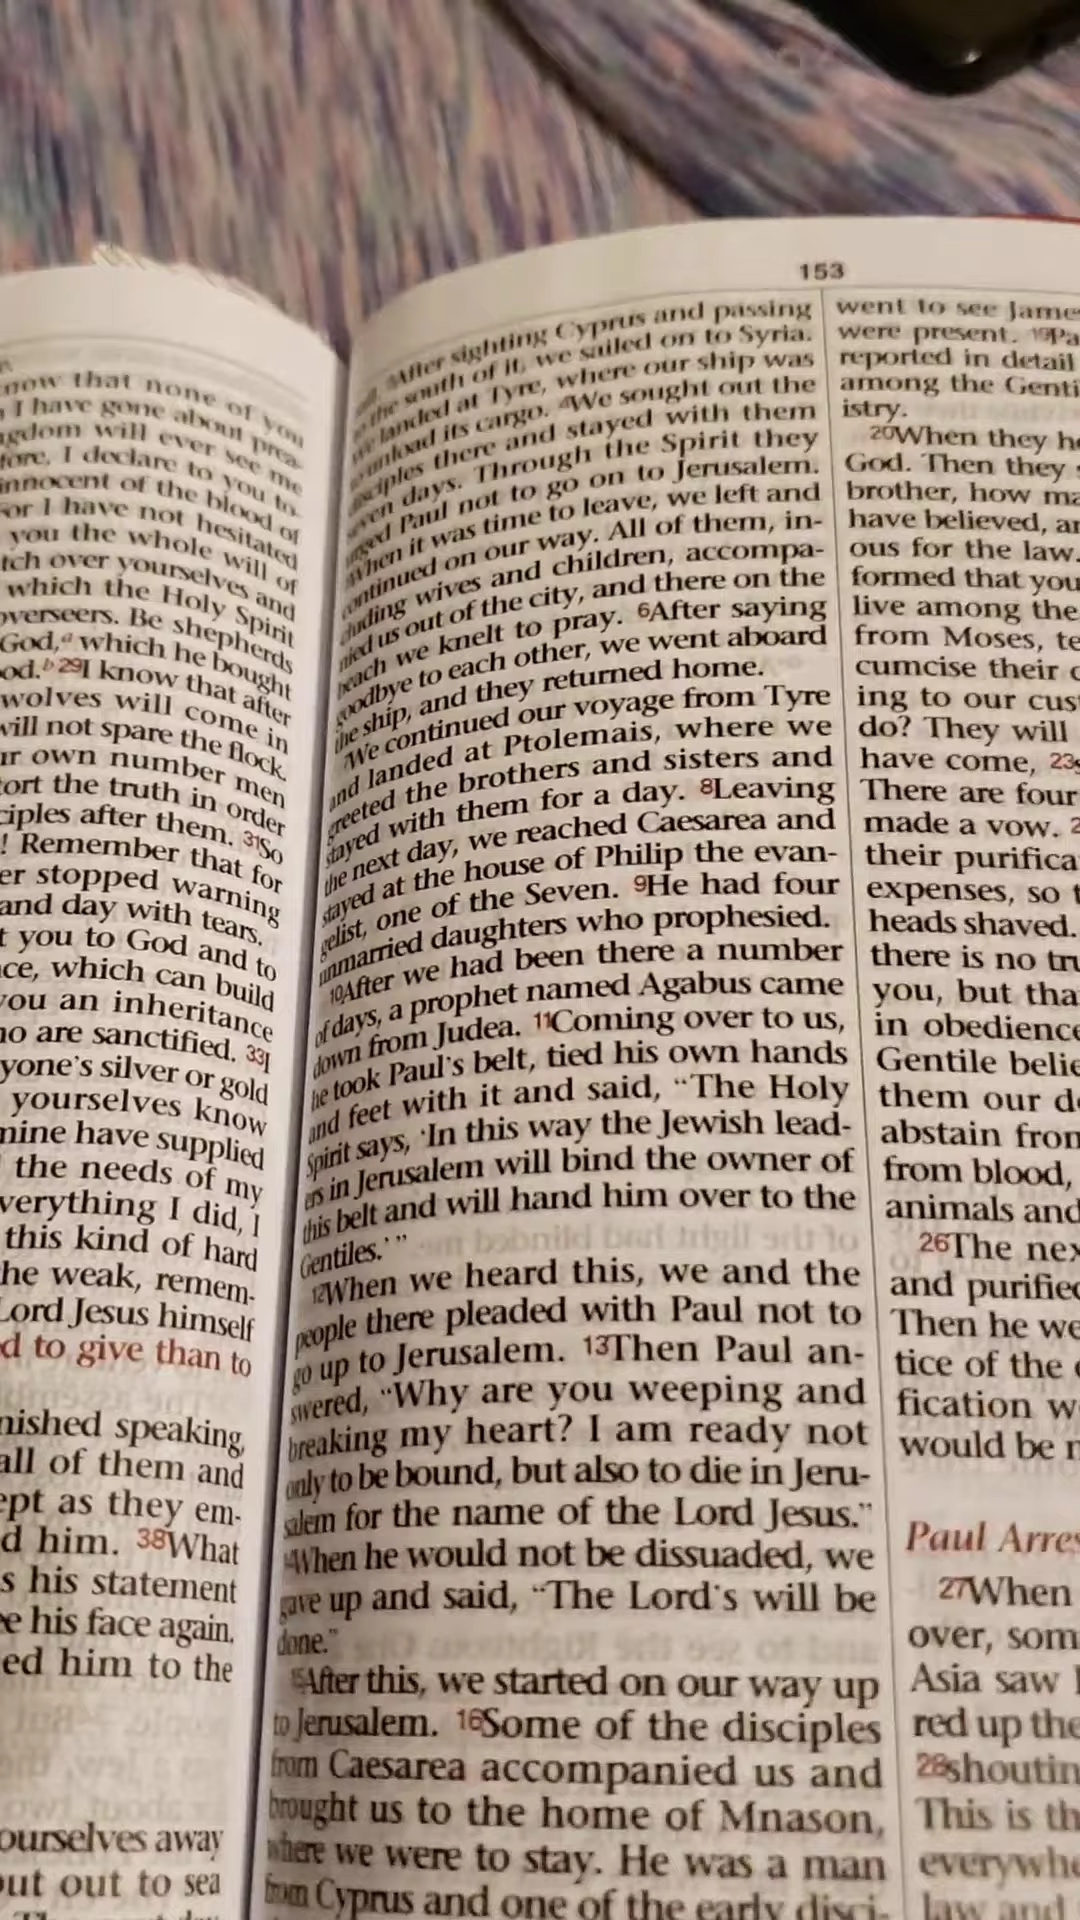 now that none of you
I have gone about prea-
gdom will ever see me
fore, I declare to you to-
innocent of the blood of
or I have not hesitated
you the whole will of
tch over yourselves and
which the Holy Spirit
overseers. Be shepherds
God,a which he bought
ood.b 29I know that after
wolves will come in
will not spare the flock.
ur own number men
tort the truth in order
ciples after them. 31So
! Remember that for
er stopped warning
and day with tears.
t you to God and to
ce, which can build
you an inheritance
ho are sanctified. 33I
yone's silver or gold
yourselves know
mine have supplied
the needs of my
verything I did, I
this kind of hard
he weak, remem-
Lord Jesus himself
d to give than to
nished speaking,
all of them and
ept as they em-
d him. 38What
s his statement
e his face again.
ed him to the
ourselves away
out out to sea
153
After sighting Cyprus and passing
to the south of it, we sailed on to Syria.
We landed at Tyre, where our ship was
to unload its cargo. 4We sought out the
disciples there and stayed with them
seven days. Through the Spirit they
urged Paul not to go on to Jerusalem.
When it was time to leave, we left and
continued on our way. All of them, in-
cluding wives and children, accompa-
nied us out of the city, and there on the
beach we knelt to pray. 6After saying
goodbye to each other, we went aboard
the ship, and they returned home.
We continued our voyage from Tyre
and landed at Ptolemais, where we
greeted the brothers and sisters and
stayed with them for a day. 8Leaving
the next day, we reached Caesarea and
stayed at the house of Philip the evan-
gelist, one of the Seven. 9He had four
unmarried daughters who prophesied.
10After we had been there a number
of days, a prophet named Agabus came
down from Judea. 11Coming over to us,
he took Paul's belt, tied his own hands
and feet with it and said, “The Holy
Spirit says, ‘In this way the Jewish lead-
ers in Jerusalem will bind the owner of
this belt and will hand him over to the
Gentiles.’ ”
12When we heard this, we and the
people there pleaded with Paul not to
go up to Jerusalem. 13Then Paul an-
swered, “Why are you weeping and
breaking my heart? I am ready not
only to be bound, but also to die in Jeru-
salem for the name of the Lord Jesus.”
14When he would not be dissuaded, we
gave up and said, “The Lord's will be
done.”
15After this, we started on our way up
to Jerusalem. 16Some of the disciples
from Caesarea accompanied us and
brought us to the home of Mnason,
where we were to stay. He was a man
from Cyprus and one of the early disci-
went to see Jame
were present. 19Pa
reported in detail
among the Genti
istry.
20When they he
God. Then they s
brother, how ma
have believed, an
ous for the law.
formed that you
live among the
from Moses, te
cumcise their c
ing to our cus
do? They will
have come, 23s
There are four
made a vow. 2
their purifica
expenses, so t
heads shaved.
there is no tru
you, but tha
in obedience
Gentile belie
them our de
abstain from
from blood,
animals and
26The nex
and purified
Then he we
tice of the d
fication w
would be m
Paul Arres
27When
over, som
Asia saw
red up the
28shoutin
This is th
everywhe
law and